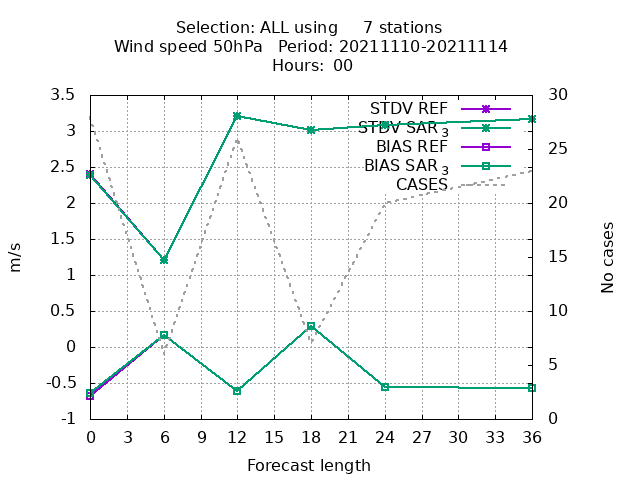 Selection: ALL using     7 stations
Wind speed 50hPa   Period: 20211110-20211114
Hours:  00
3.5
3
2.5
2
1.5
1
0.5
0
-0.5
-1
m/s
30
25
20
15
10
5
0
No cases
STDV REF
STDV SAR₃
BIAS REF
BIAS SAR₃
CASES
0 3 6 9 12 15 18 21 24 27 30 33 36
Forecast length